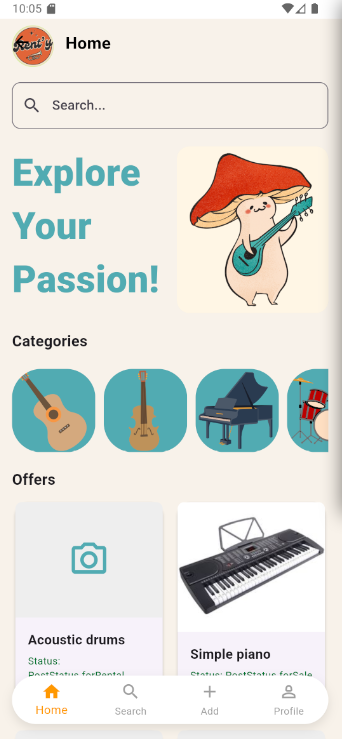 10:05
Rent'y
Home
Search...
Explore
Your
Passion!
Categories
Offers
Acoustic drums
Status:
PostStatus.forRental
Simple piano
Status: PostStatus.forSale
Home
Search
Add
Profile